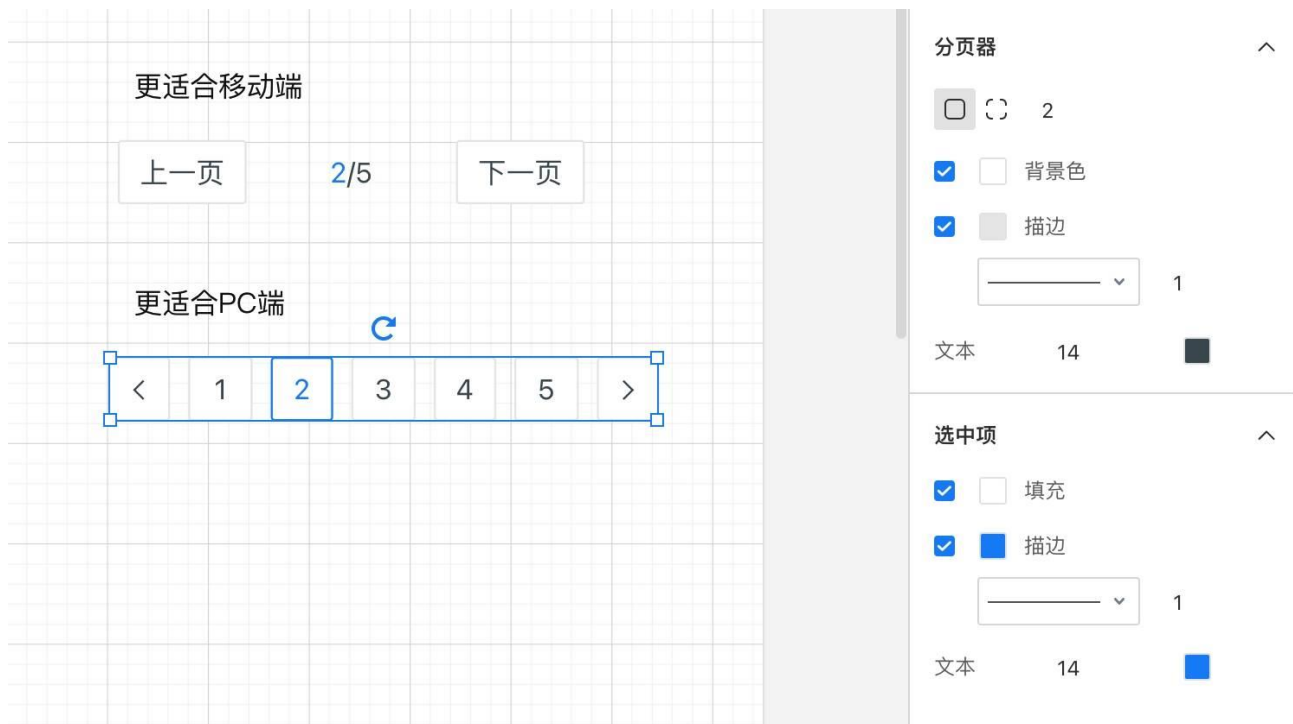 更适合移动端
上一页 2/5 下一页
更适合PC端
1 2 3 4 5
分页器
2
背景色
描边
1
文本 14
选中项
填充
描边
1
文本 14